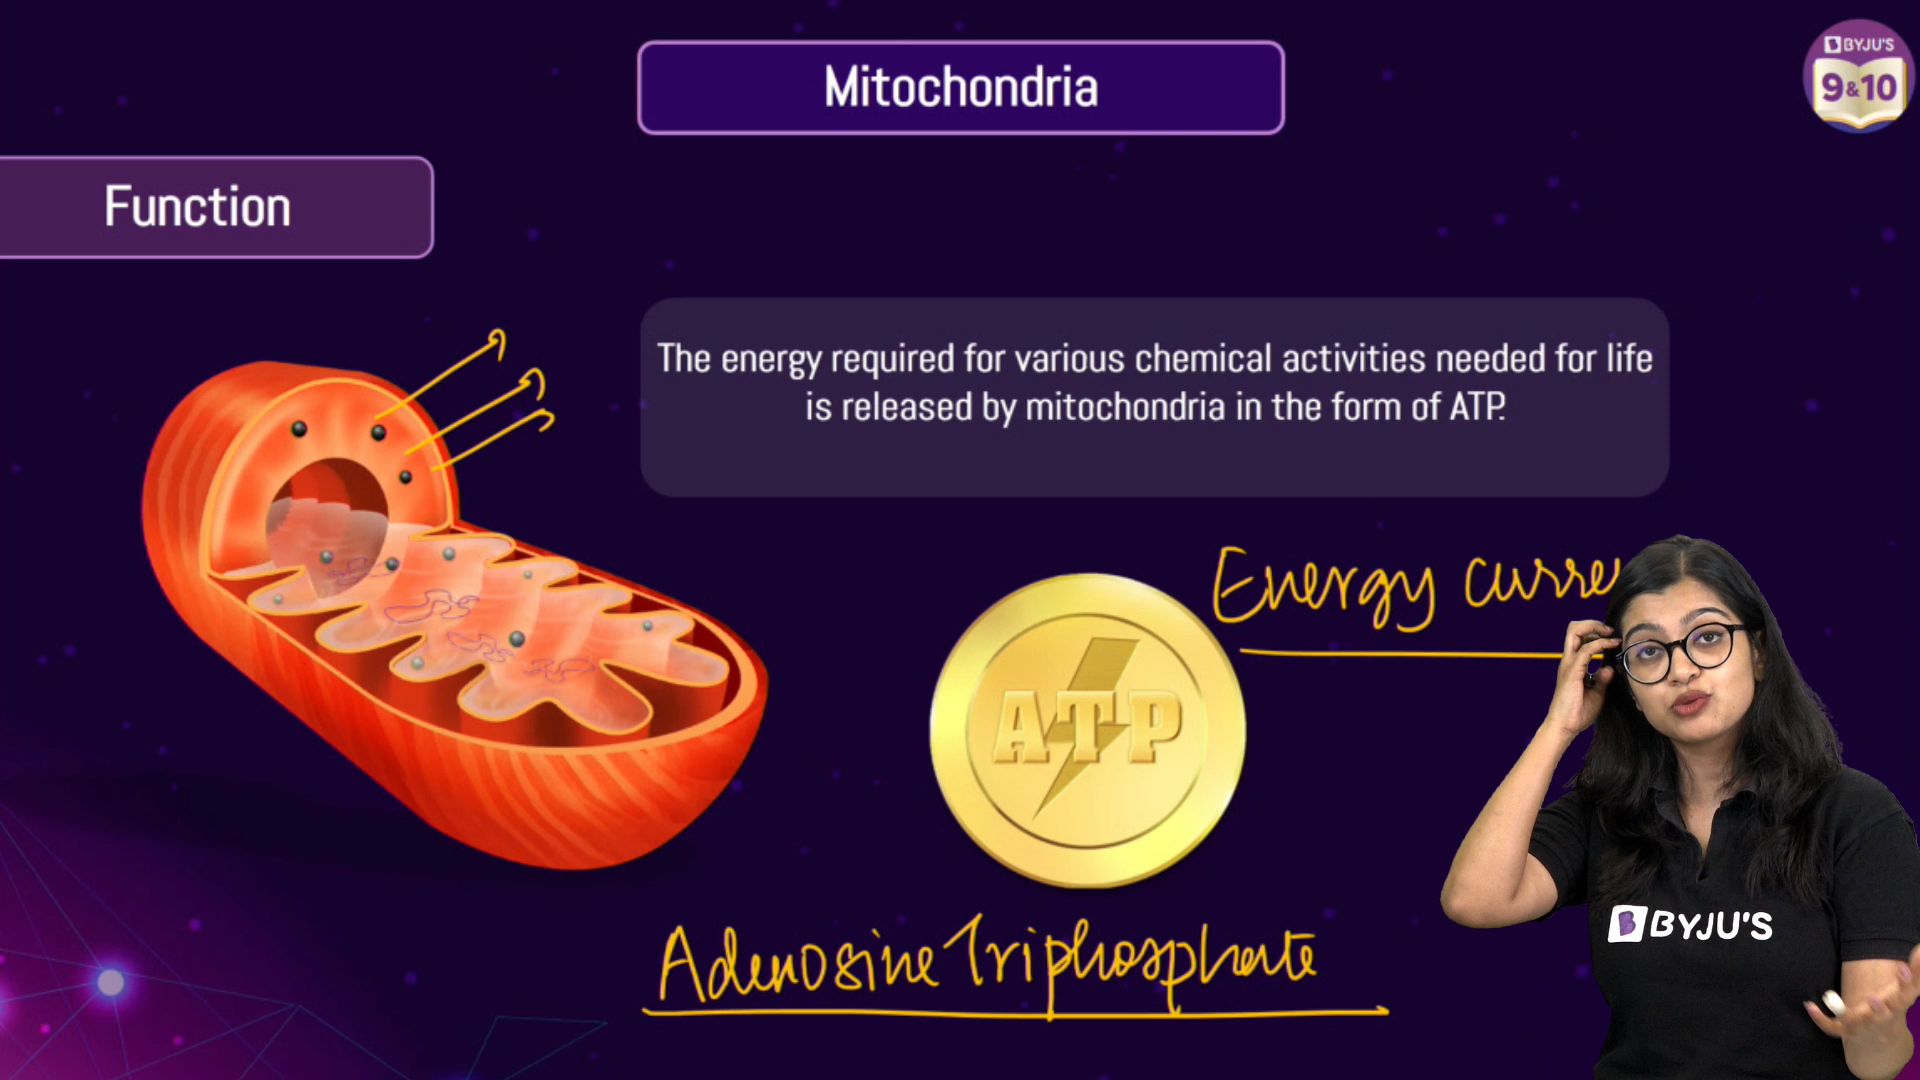 Mitochondria
BYJU'S
9&10
Function
The energy required for various chemical activities needed for life
is released by mitochondria in the form of ATP.
Energy
ATP
Adenosine Triphosphate
BYJU'S